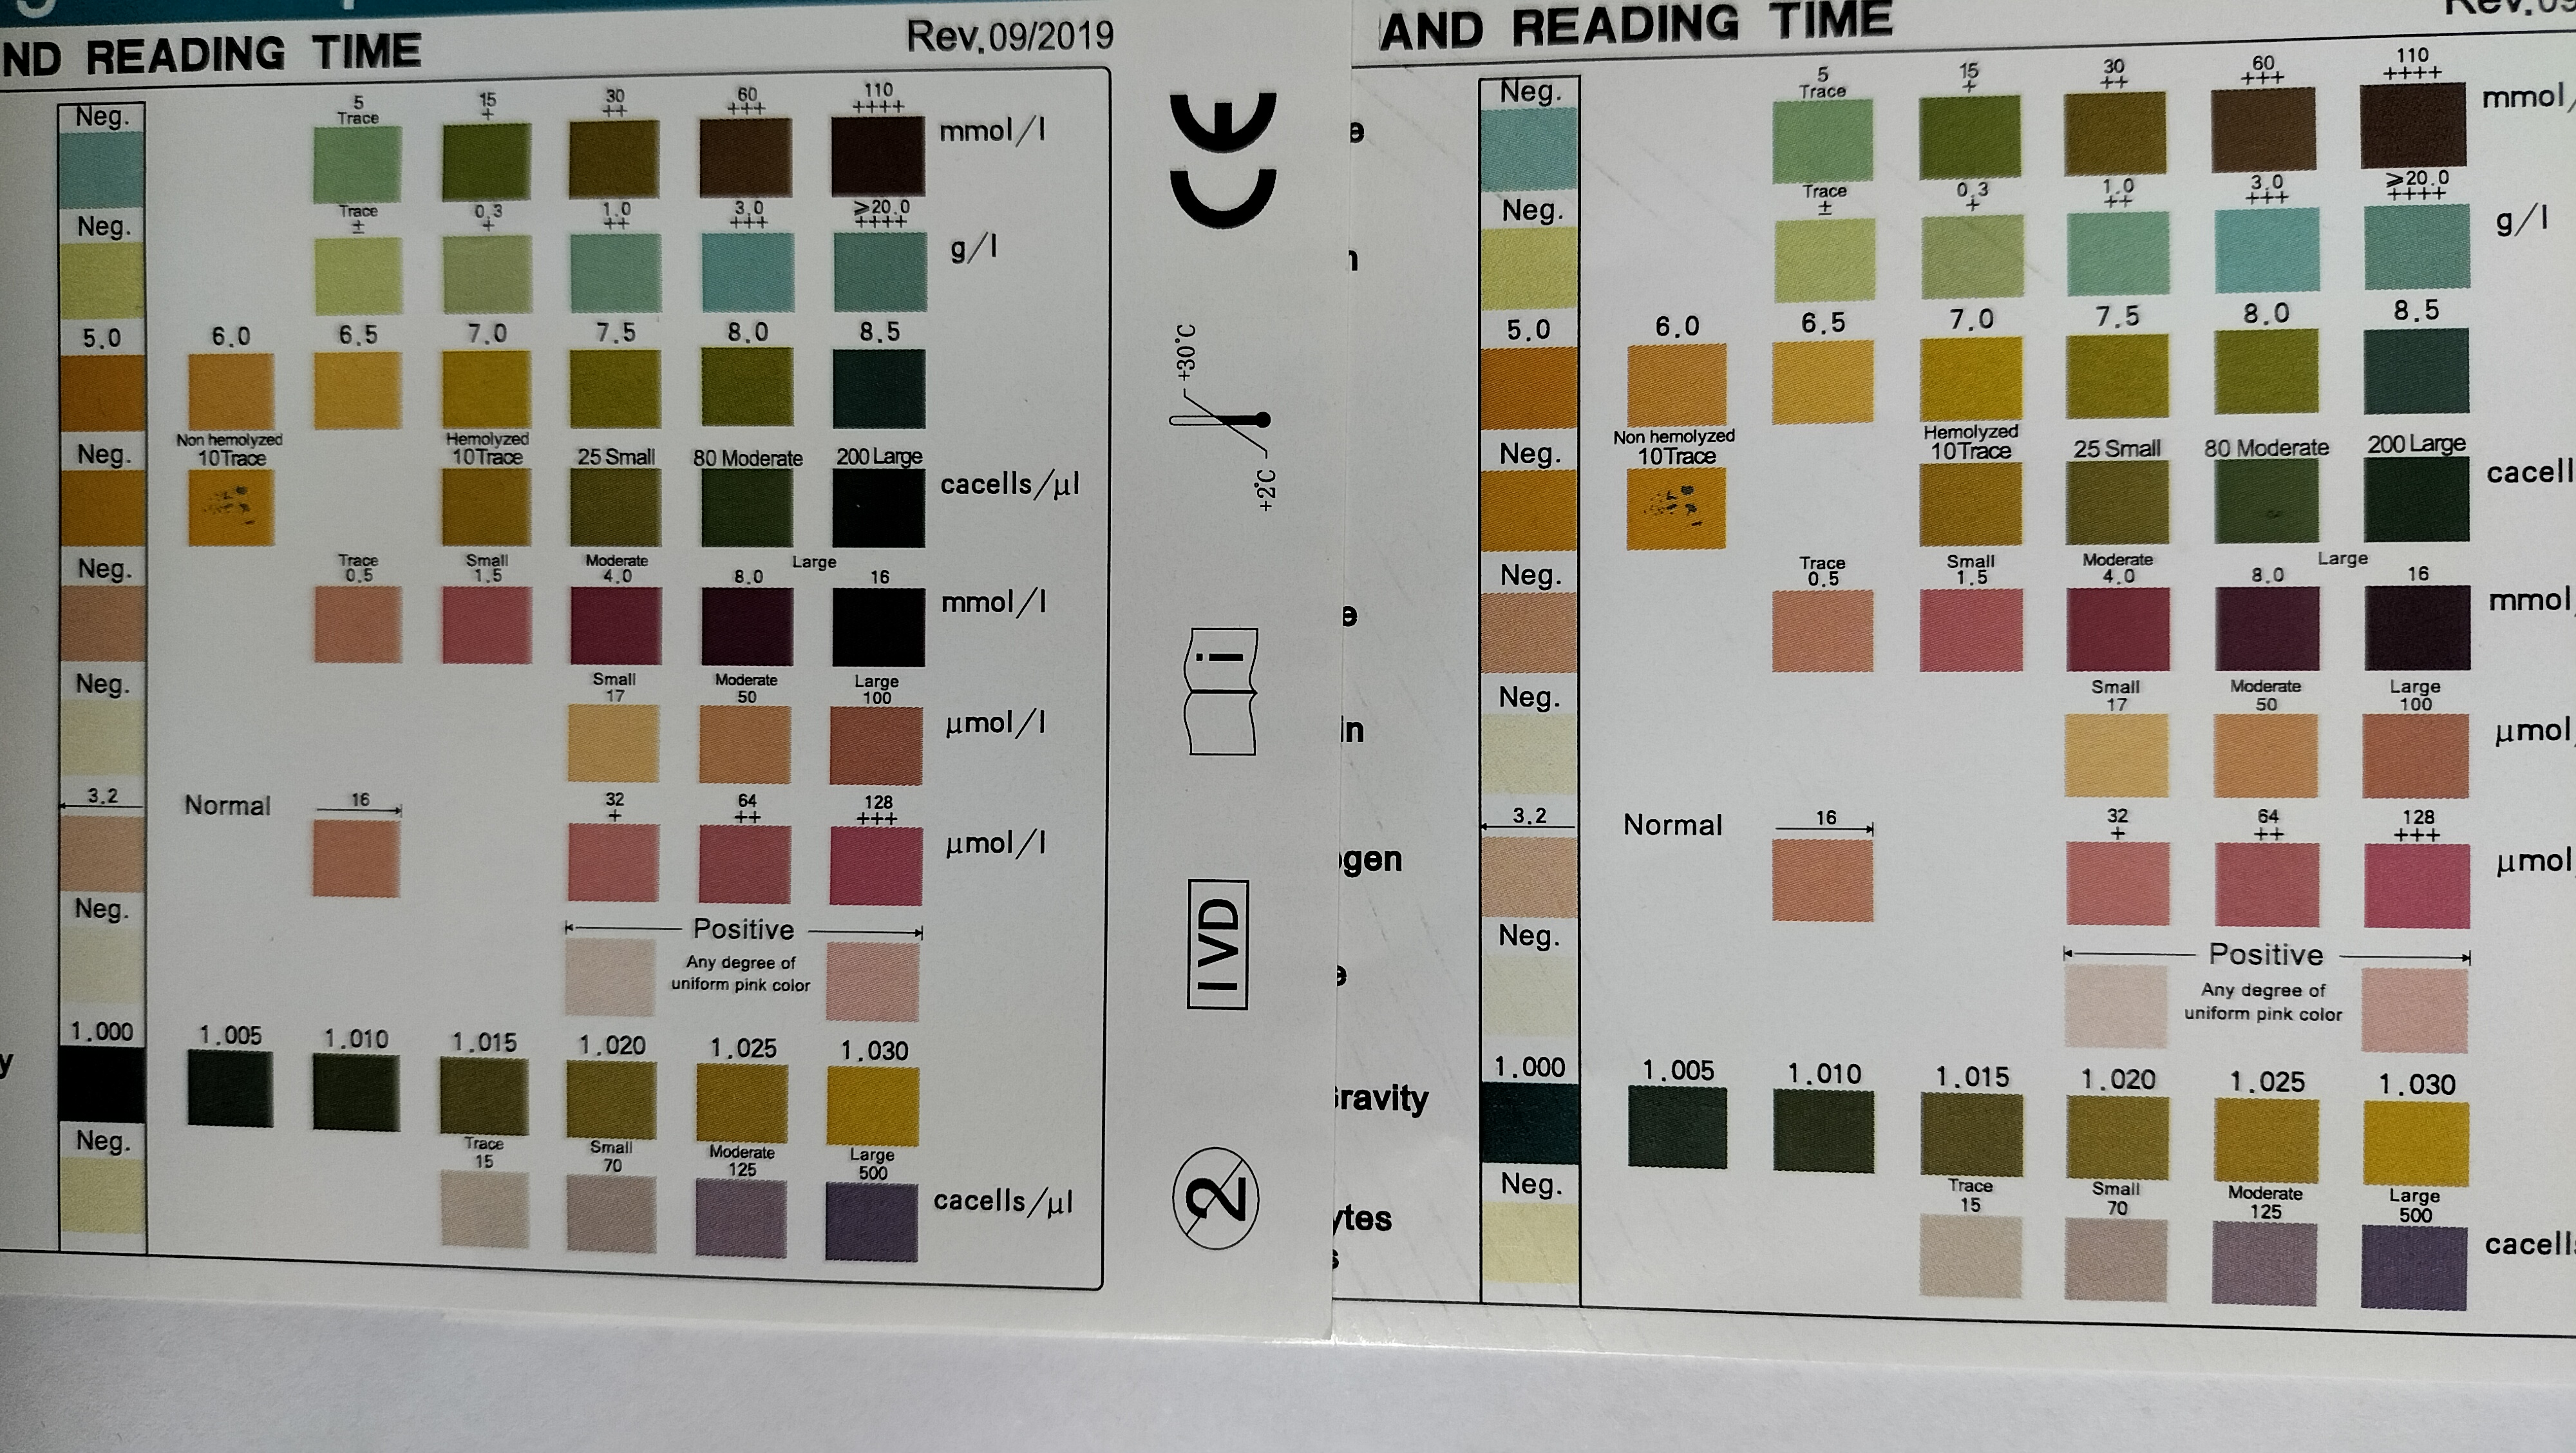 ND READING TIME
Rev.09/2019
Neg.
5
Trace
15
+
30
++
60
+++
110
++++
mmol/l
Neg.
Trace
±
0.3
+
1.0
++
3.0
+++
≥20.0
++++
g/l
5.0 6.0 6.5 7.0 7.5 8.0 8.5
Neg.
Non hemolyzed
10Trace
Hemolyzed
10Trace
25 Small
80 Moderate
200 Large
cacells/µl
Neg.
Trace
0.5
Small
1.5
Moderate
4.0
Large
8.0
16
mmol/l
Neg.
Small
17
Moderate
50
Large
100
µmol/l
3.2 Normal 16
32
+
64
++
128
+++
µmol/l
Neg.
Positive
Any degree of
uniform pink color
y
1.000 1.005 1.010 1.015 1.020 1.025 1.030
Neg.
Trace
15
Small
70
Moderate
125
Large
500
cacells/µl
CE
+30°C
+2°C
i
IVD
2
AND READING TIME
Rev.09
e
Neg.
5
Trace
15
+
30
++
60
+++
110
++++
mmol/
n
Neg.
Trace
±
0.3
+
1.0
++
3.0
+++
≥20.0
++++
g/l
5.0 6.0 6.5 7.0 7.5 8.0 8.5
Neg.
Non hemolyzed
10Trace
Hemolyzed
10Trace
25 Small
80 Moderate
200 Large
cacell
e
Neg.
Trace
0.5
Small
1.5
Moderate
4.0
Large
8.0
16
mmol/
in
Neg.
Small
17
Moderate
50
Large
100
µmol/
gen
3.2 Normal 16
32
+
64
++
128
+++
µmol
e
Neg.
Positive
Any degree of
uniform pink color
Gravity
1.000 1.005 1.010 1.015 1.020 1.025 1.030
ytes
s
Neg.
Trace
15
Small
70
Moderate
125
Large
500
cacells